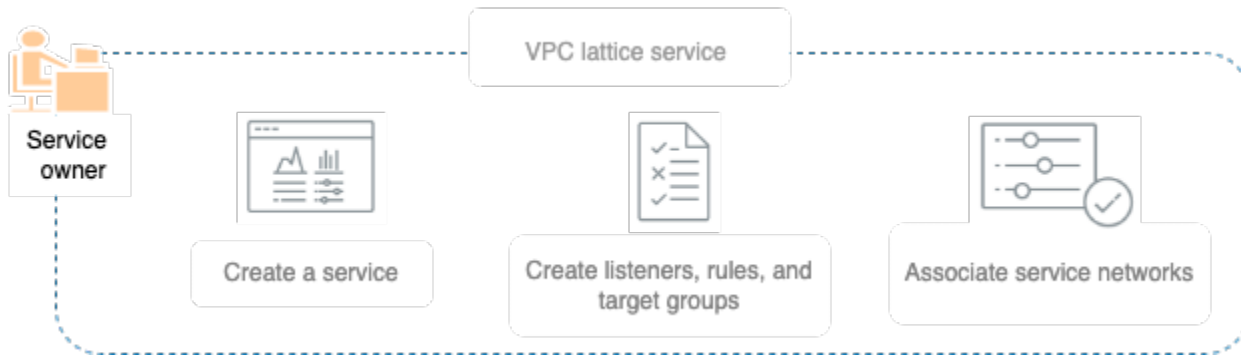 VPC lattice service
Service
owner
Create a service
Create listeners, rules, and
target groups
Associate service networks